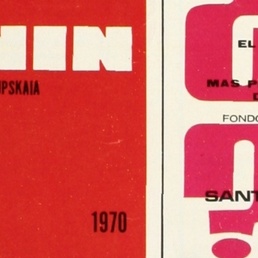 NIN
UPSKAIA
1970
EL
MAS P
D
FONDO
SANT